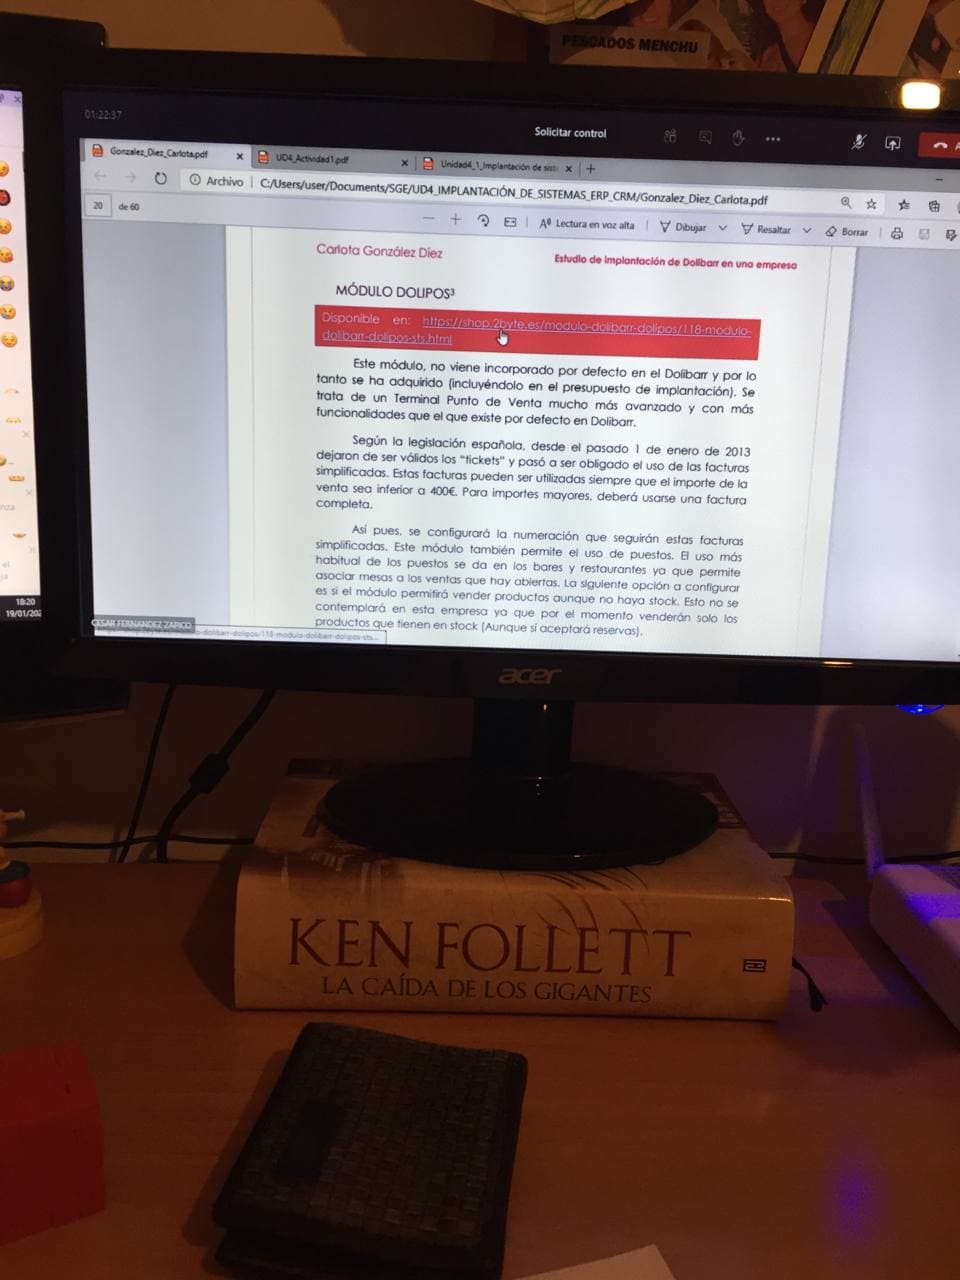 PESCADOS MENCHU
01:22:37
Solicitar control
Gonzalez_Diez_Carlota.pdf
UD4_Actividad1.pdf
Unidad4_1_Implantación de siste
Archivo
C:/Users/user/Documents/SGE/UD4_IMPLANTACIÓN_DE_SISTEMAS_ERP_CRM/Gonzalez_Diez_Carlota.pdf
20 de 60
Lectura en voz alta
Dibujar
Resaltar
Borrar
Carlota González Díez
Estudio de implantación de Dolibarr en una empresa
MÓDULO DOLIPOS³
Disponible en: https://shop.2byte.es/modulo-dolibarr-dolipos/118-modulo-
dolibarr-dolipos-sts.html
Este módulo, no viene incorporado por defecto en el Dolibarr y por lo
tanto se ha adquirido (incluyéndolo en el presupuesto de implantación). Se
trata de un Terminal Punto de Venta mucho más avanzado y con más
funcionalidades que el que existe por defecto en Dolibarr.
Según la legislación española, desde el pasado 1 de enero de 2013
dejaron de ser válidos los "tickets" y pasó a ser obligado el uso de las facturas
simplificadas. Estas facturas pueden ser utilizadas siempre que el importe de la
venta sea inferior a 400€. Para importes mayores, deberá usarse una factura
completa.
Así pues, se configurará la numeración que seguirán estas facturas
simplificadas. Este módulo también permite el uso de puestos. El uso más
habitual de los puestos se da en los bares y restaurantes ya que permite
asociar mesas a las ventas que hay abiertas. La siguiente opción a configurar
es si el módulo permitirá vender productos aunque no haya stock. Esto no se
contemplará en esta empresa ya que por el momento venderán solo los
productos que tienen en stock (Aunque sí aceptará reservas).
18:20
19/01/202
CESAR FERNANDEZ ZAPICO
acer
KEN FOLLETT
LA CAÍDA DE LOS GIGANTES